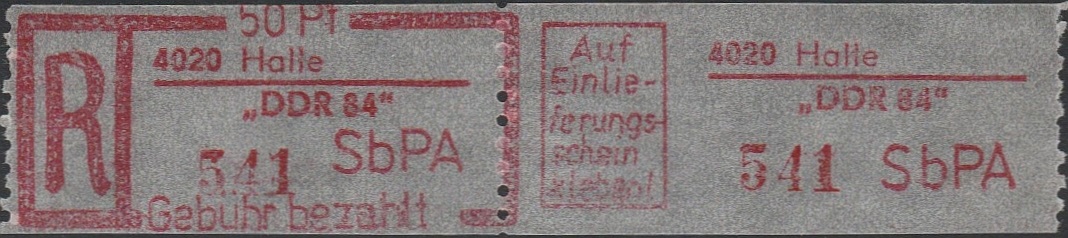 50 Pf
R
4020 Halle
„DDR 84“
541 SbPA
Gebühr bezahlt
Auf
Einlie-
ferungs-
schein
kleben!
4020 Halle
„DDR 84“
541 SbPA